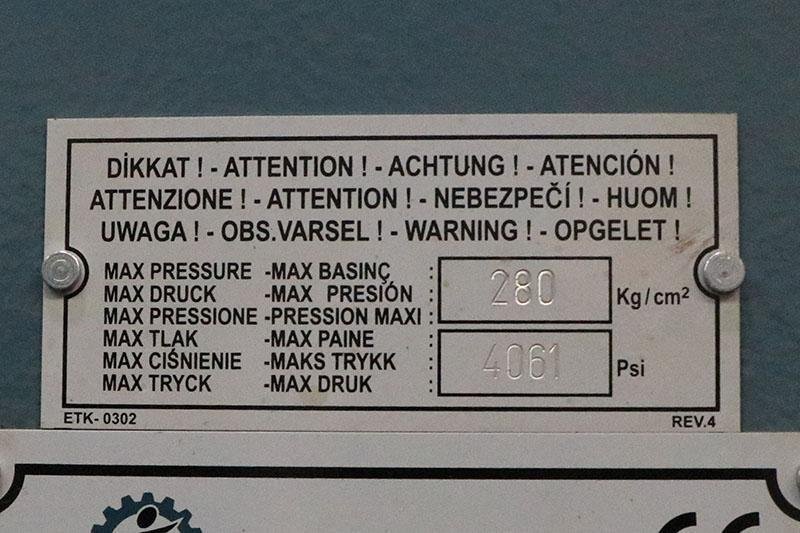 DİKKAT ! - ATTENTION ! - ACHTUNG ! - ATENCIÓN !
ATTENZIONE ! - ATTENTION ! - NEBEZPEČÍ ! - HUOM !
UWAGA ! - OBS.VARSEL ! - WARNING ! - OPGELET !
MAX PRESSURE -MAX BASINÇ :
MAX DRUCK -MAX PRESIÓN :
MAX PRESSIONE -PRESSION MAXI :
280 Kg/cm²
MAX TLAK -MAX PAINE :
MAX CIŚNIENIE -MAKS TRYKK :
MAX TRYCK -MAX DRUK :
4061 Psi
ETK- 0302 REV.4
CE